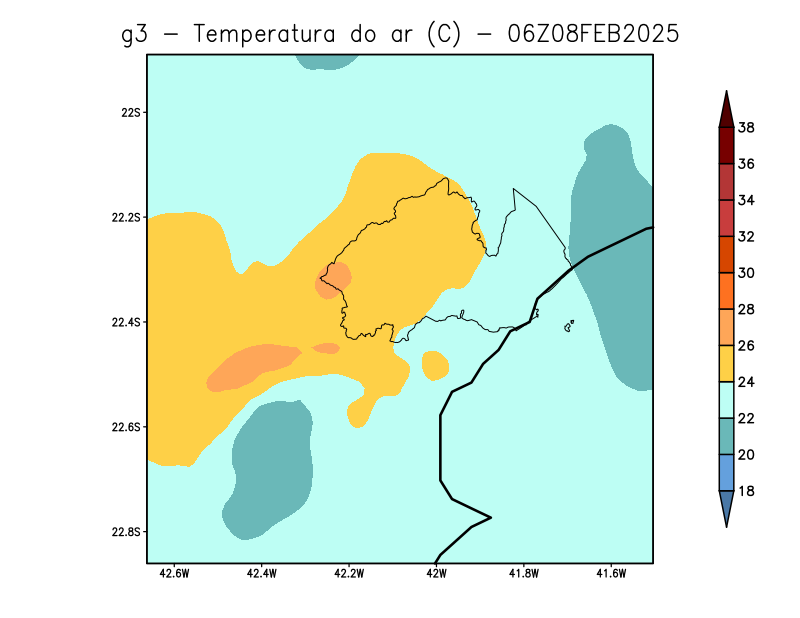 g3 - Temperatura do ar (C) - 06Z08FEB2025
22S
22.2S
22.4S
22.6S
22.8S
42.6W
42.4W
42.2W
42W
41.8W
41.6W
38
36
34
32
30
28
26
24
22
20
18